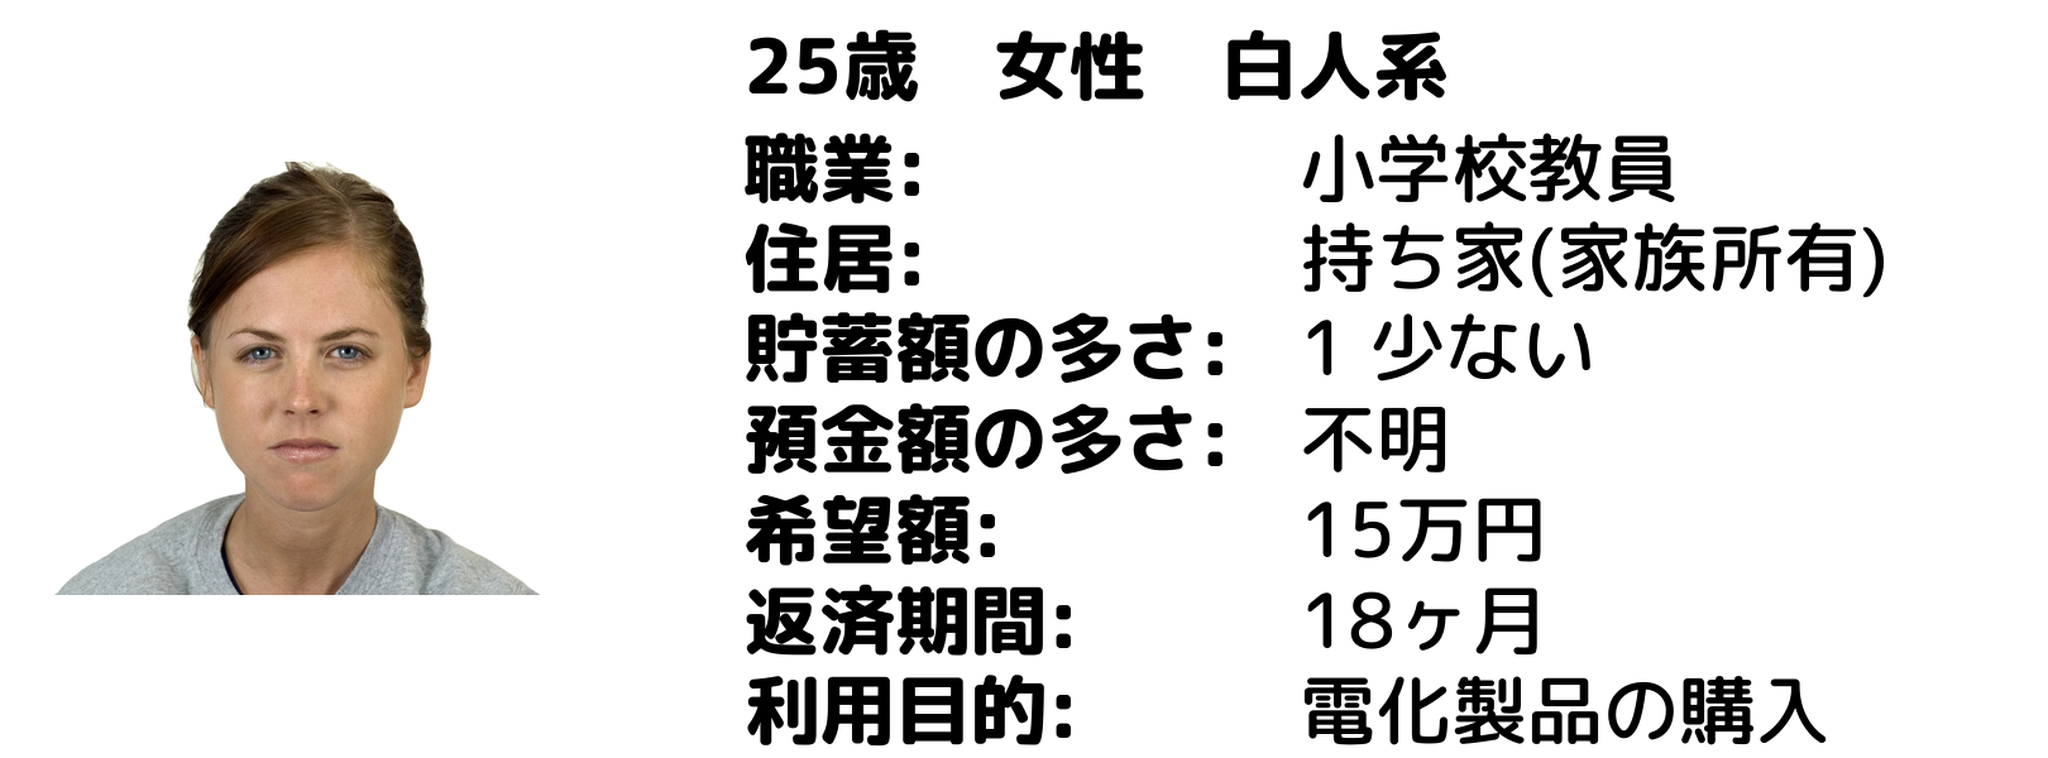 25歳　女性　白人系
職業: 小学校教員
住居: 持ち家(家族所有)
貯蓄額の多さ: 1 少ない
預金額の多さ: 不明
希望額: 15万円
返済期間: 18ヶ月
利用目的: 電化製品の購入